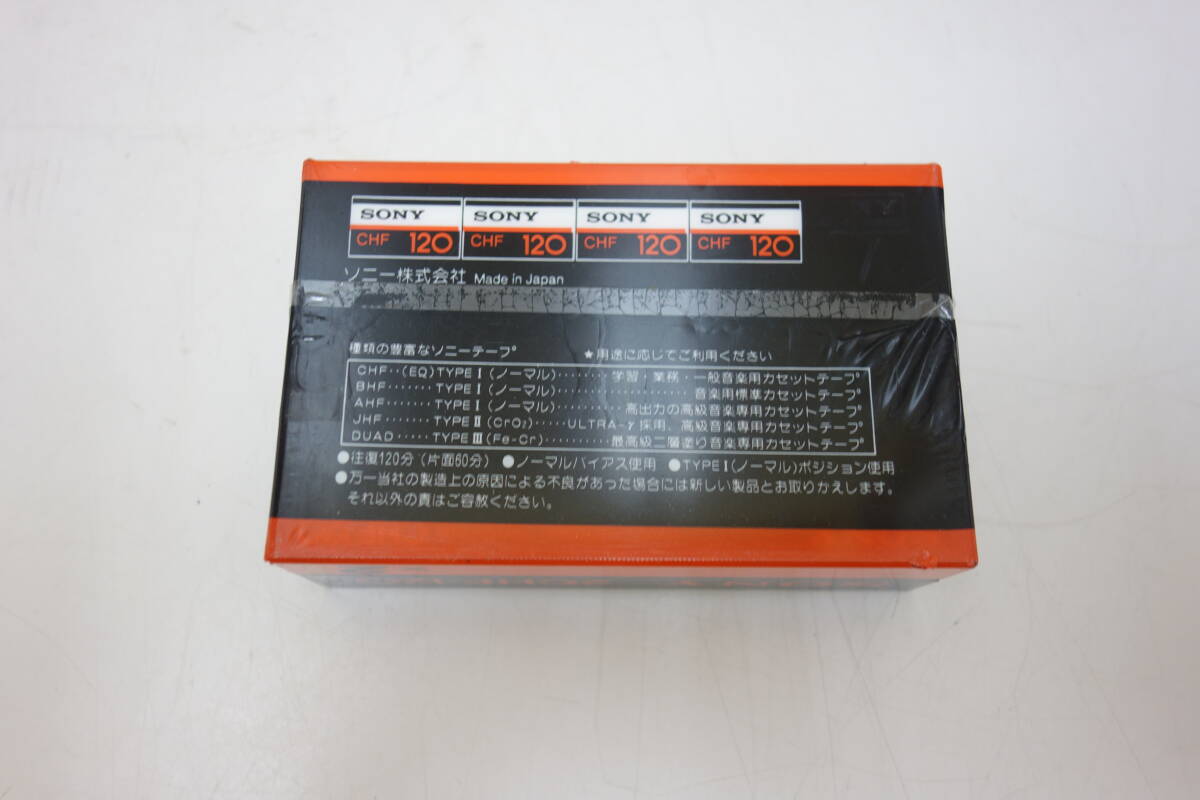 SONY SONY SONY SONY
CHF 120 CHF 120 CHF 120 CHF 120
ソニー株式会社 Made in Japan
種類の豊富なソニーテープ ★用途に応じてご利用ください
CHF‥(EQ)TYPE I (ノーマル)‥‥‥‥学習・業務・一般音楽用カセットテープ
BHF‥‥‥TYPE I (ノーマル)‥‥‥‥‥‥‥‥‥音楽用標準カセットテープ
AHF‥‥‥TYPE I (ノーマル)‥‥‥‥‥高出力の高級音楽専用カセットテープ
JHF‥‥‥TYPE II (CrO₂)‥‥‥ULTRA-γ 採用、高級音楽専用カセットテープ
DUAD‥‥‥TYPE III (Fe-Cr)‥‥‥‥‥最高級二層塗り音楽専用カセットテープ
●往復120分(片面60分) ●ノーマルバイアス使用 ●TYPE I (ノーマル)ポジション使用
●万一当社の製造上の原因による不良があった場合には新しい製品とお取りかえします。
それ以外の責はご容赦ください。